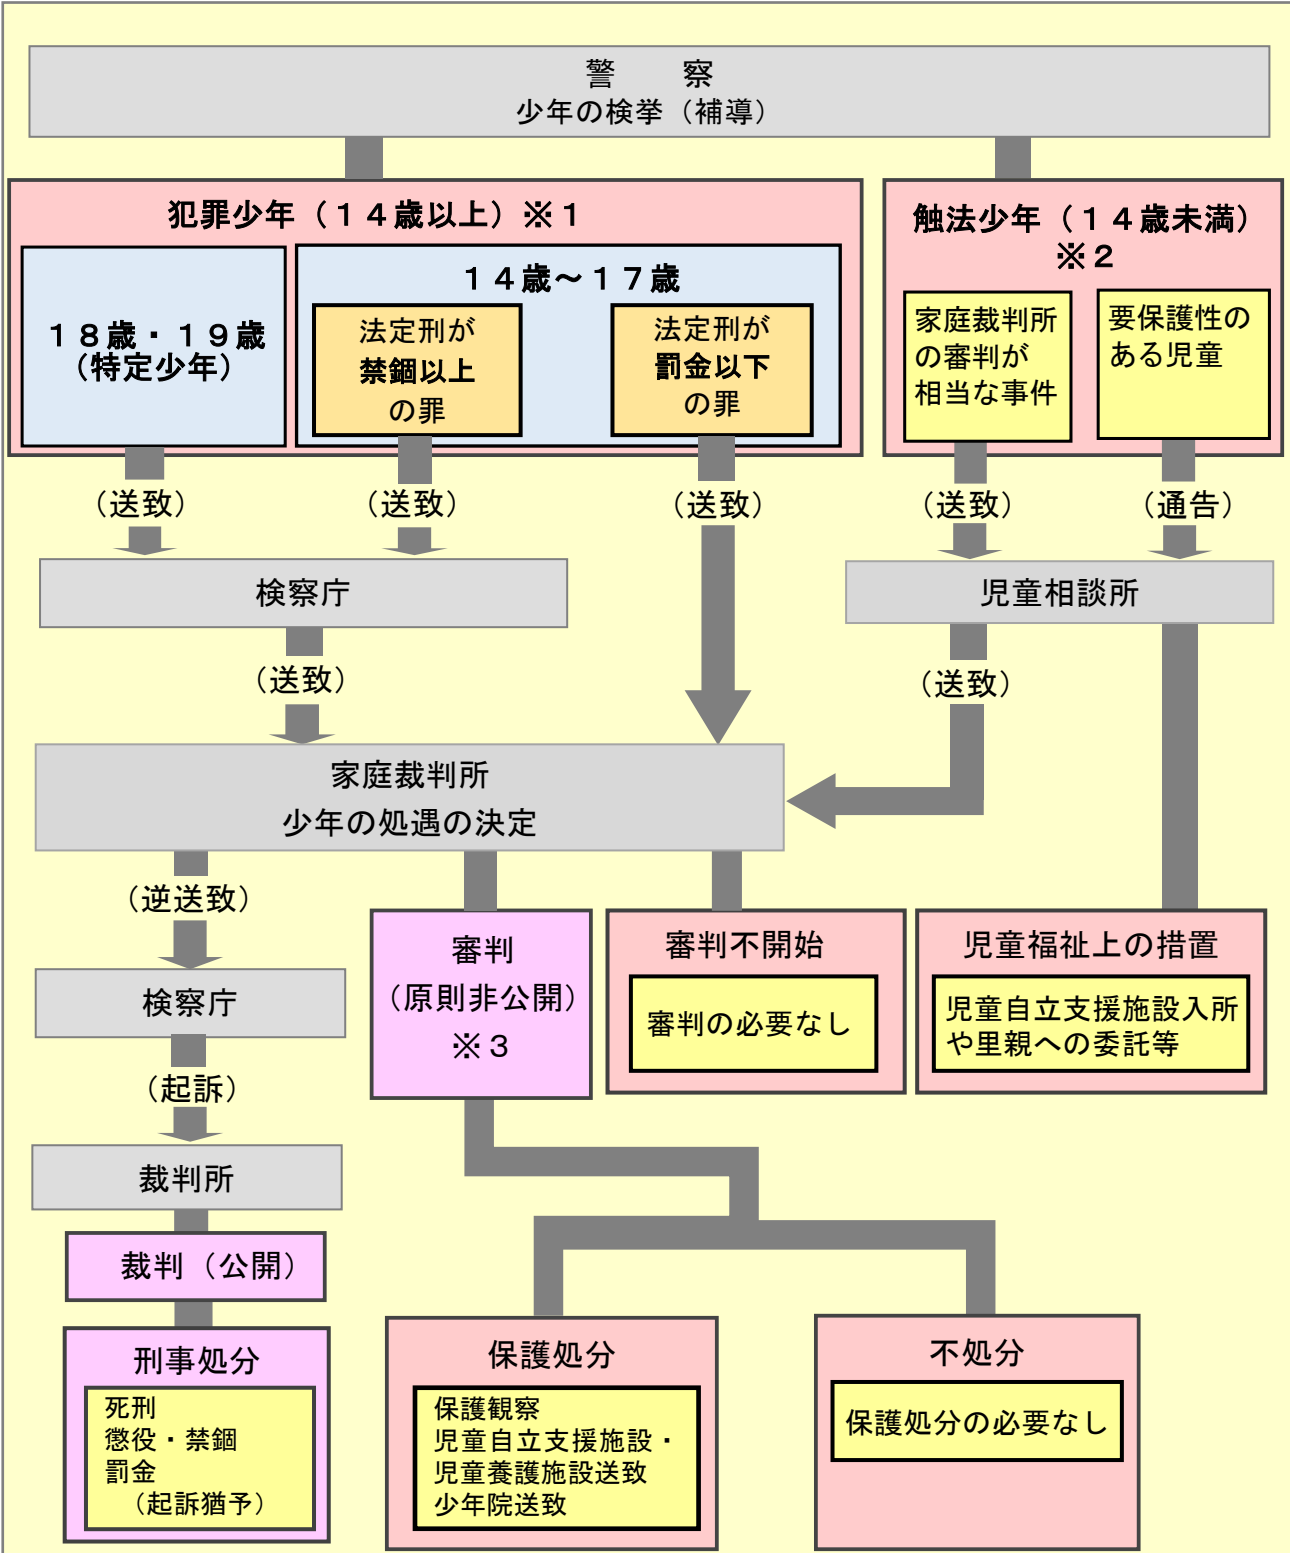 警　察
少年の検挙（補導）
犯罪少年（１４歳以上）※１
１８歳・１９歳
（特定少年）
１４歳～１７歳
法定刑が
禁錮以上
の罪
法定刑が
罰金以下
の罪
触法少年（１４歳未満）
※２
家庭裁判所
の審判が
相当な事件
要保護性の
ある児童
（送致）
（送致）
（送致）
（送致）
（通告）
検察庁
児童相談所
（送致）
（送致）
家庭裁判所
少年の処遇の決定
（逆送致）
検察庁
（起訴）
裁判所
裁判（公開）
刑事処分
死刑
懲役・禁錮
罰金
（起訴猶予）
審判
（原則非公開）
※３
審判不開始
審判の必要なし
児童福祉上の措置
児童自立支援施設入所
や里親への委託等
保護処分
保護観察
児童自立支援施設・
児童養護施設送致
少年院送致
不処分
保護処分の必要なし